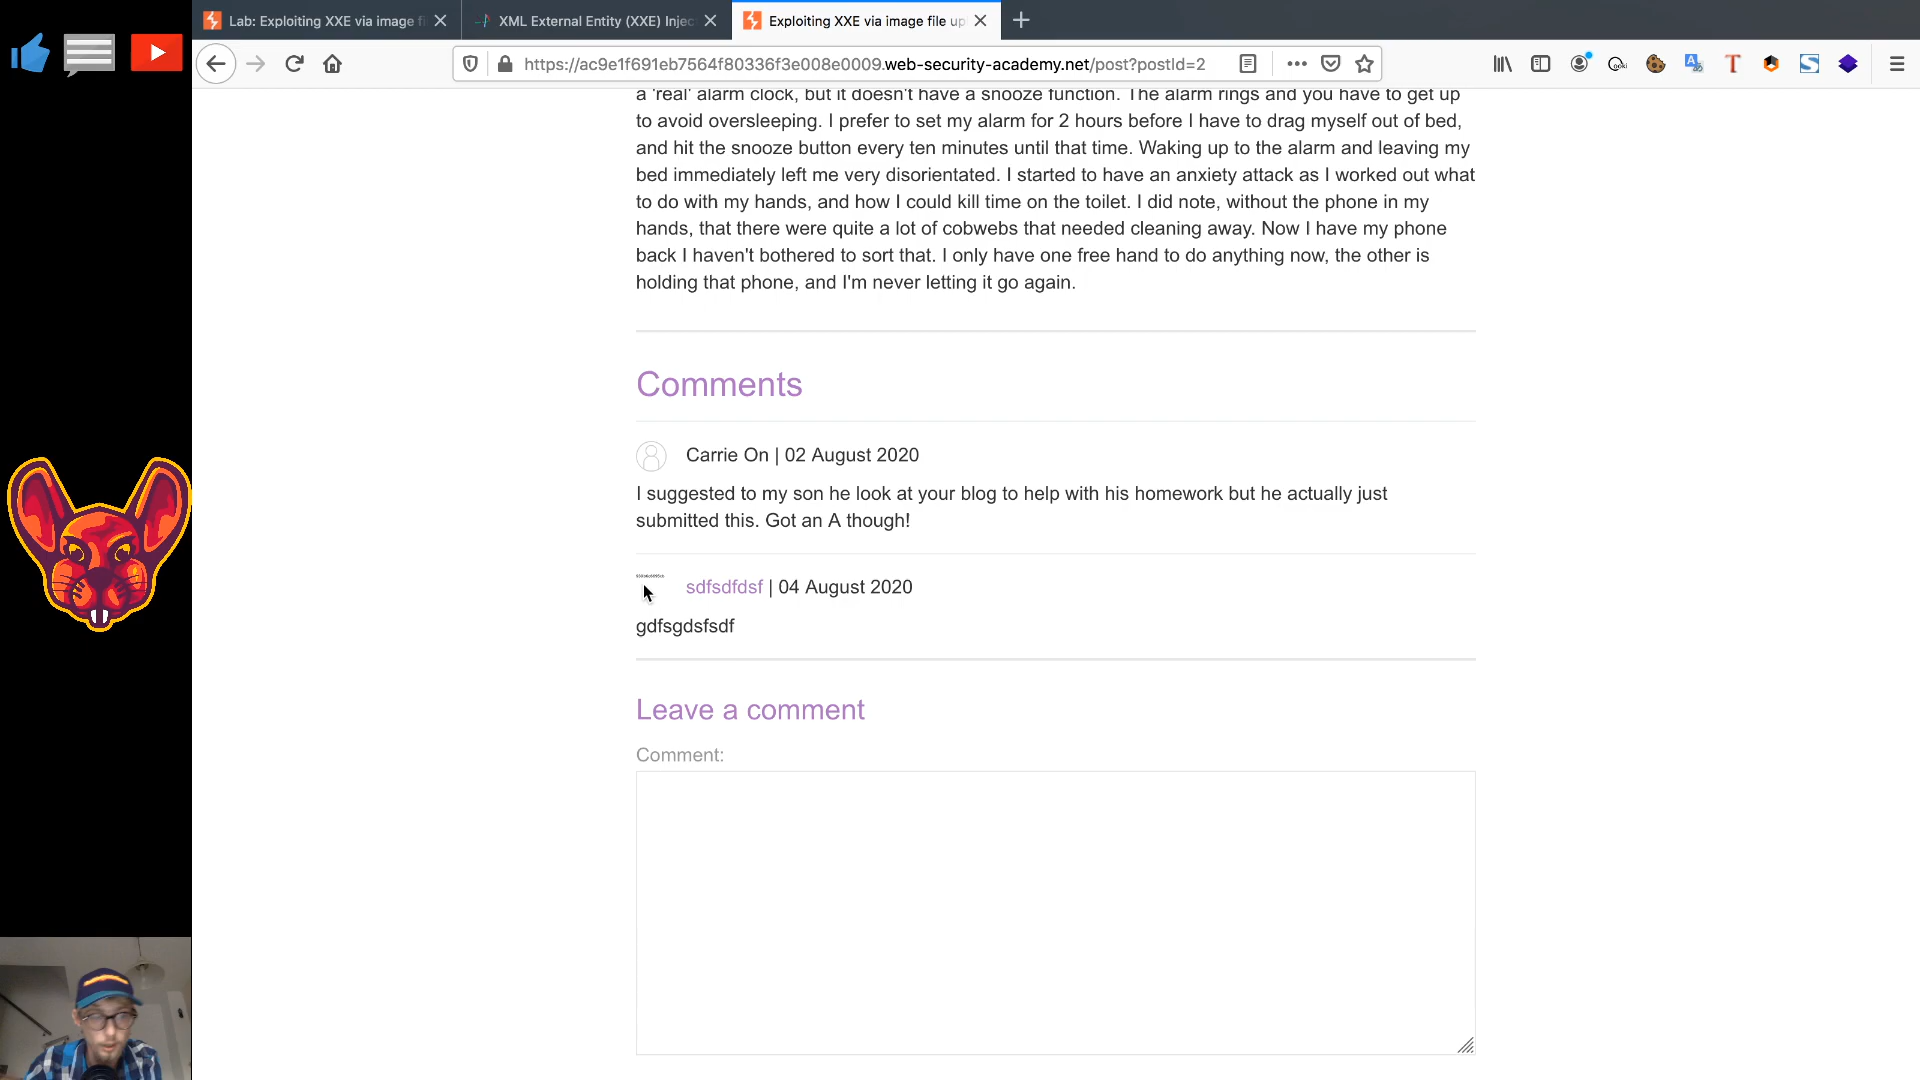 Lab: Exploiting XXE via image fi
XML External Entity (XXE) Injec
Exploiting XXE via image file up
https://ac9e1f691eb7564f80336f3e008e0009.web-security-academy.net/post?postId=2
a 'real' alarm clock, but it doesn't have a snooze function. The alarm rings and you have to get up
to avoid oversleeping. I prefer to set my alarm for 2 hours before I have to drag myself out of bed,
and hit the snooze button every ten minutes until that time. Waking up to the alarm and leaving my
bed immediately left me very disorientated. I started to have an anxiety attack as I worked out what
to do with my hands, and how I could kill time on the toilet. I did note, without the phone in my
hands, that there were quite a lot of cobwebs that needed cleaning away. Now I have my phone
back I haven't bothered to sort that. I only have one free hand to do anything now, the other is
holding that phone, and I'm never letting it go again.
Comments
Carrie On | 02 August 2020
I suggested to my son he look at your blog to help with his homework but he actually just
submitted this. Got an A though!
sdfsdfdsf | 04 August 2020
gdfsgdsfsdf
Leave a comment
Comment: